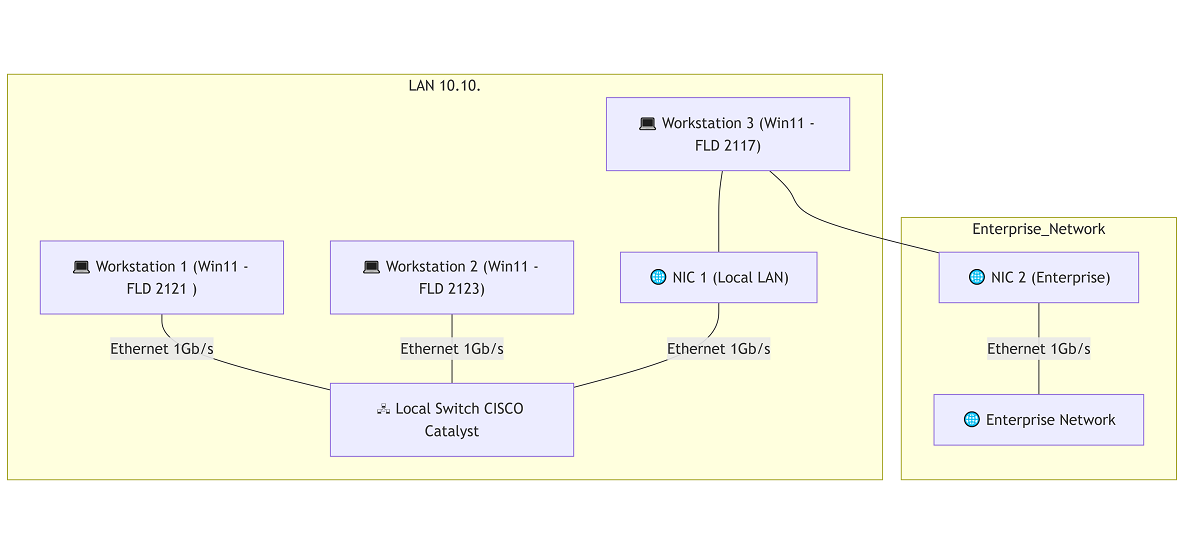 LAN 10.10.
Workstation 3 (Win11 -
FLD 2117)
Enterprise_Network
Workstation 1 (Win11 -
FLD 2121 )
Workstation 2 (Win11 -
FLD 2123)
NIC 1 (Local LAN)
NIC 2 (Enterprise)
Ethernet 1Gb/s
Ethernet 1Gb/s
Ethernet 1Gb/s
Ethernet 1Gb/s
Local Switch CISCO
Catalyst
Enterprise Network